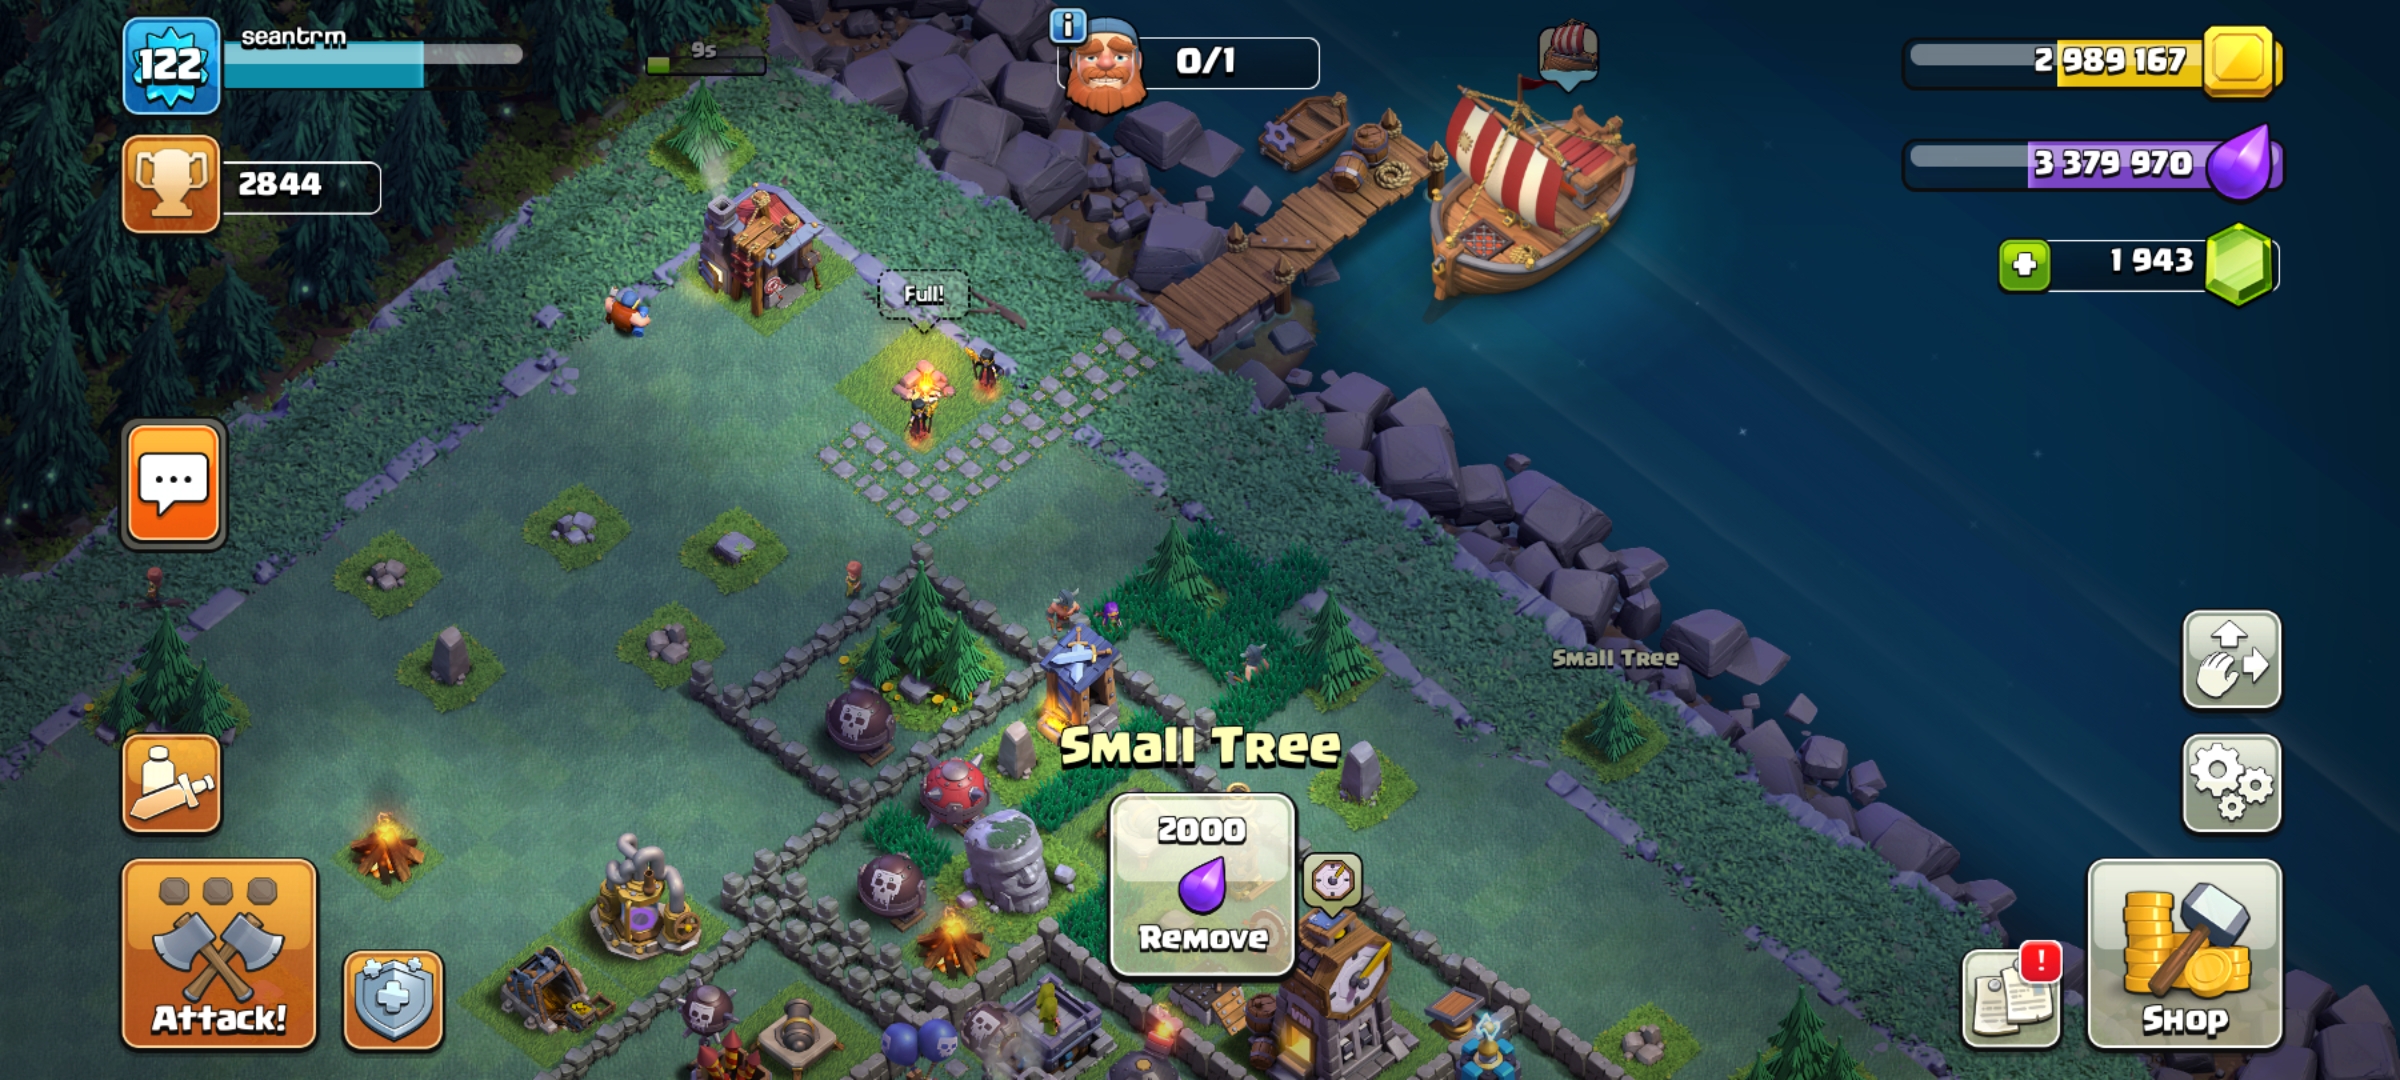 seantrm
122
9s
i
0/1
2 989 167
2844
3 379 970
1 943
Full!
Small Tree
Small Tree
2000
Remove
Attack!
!
Shop